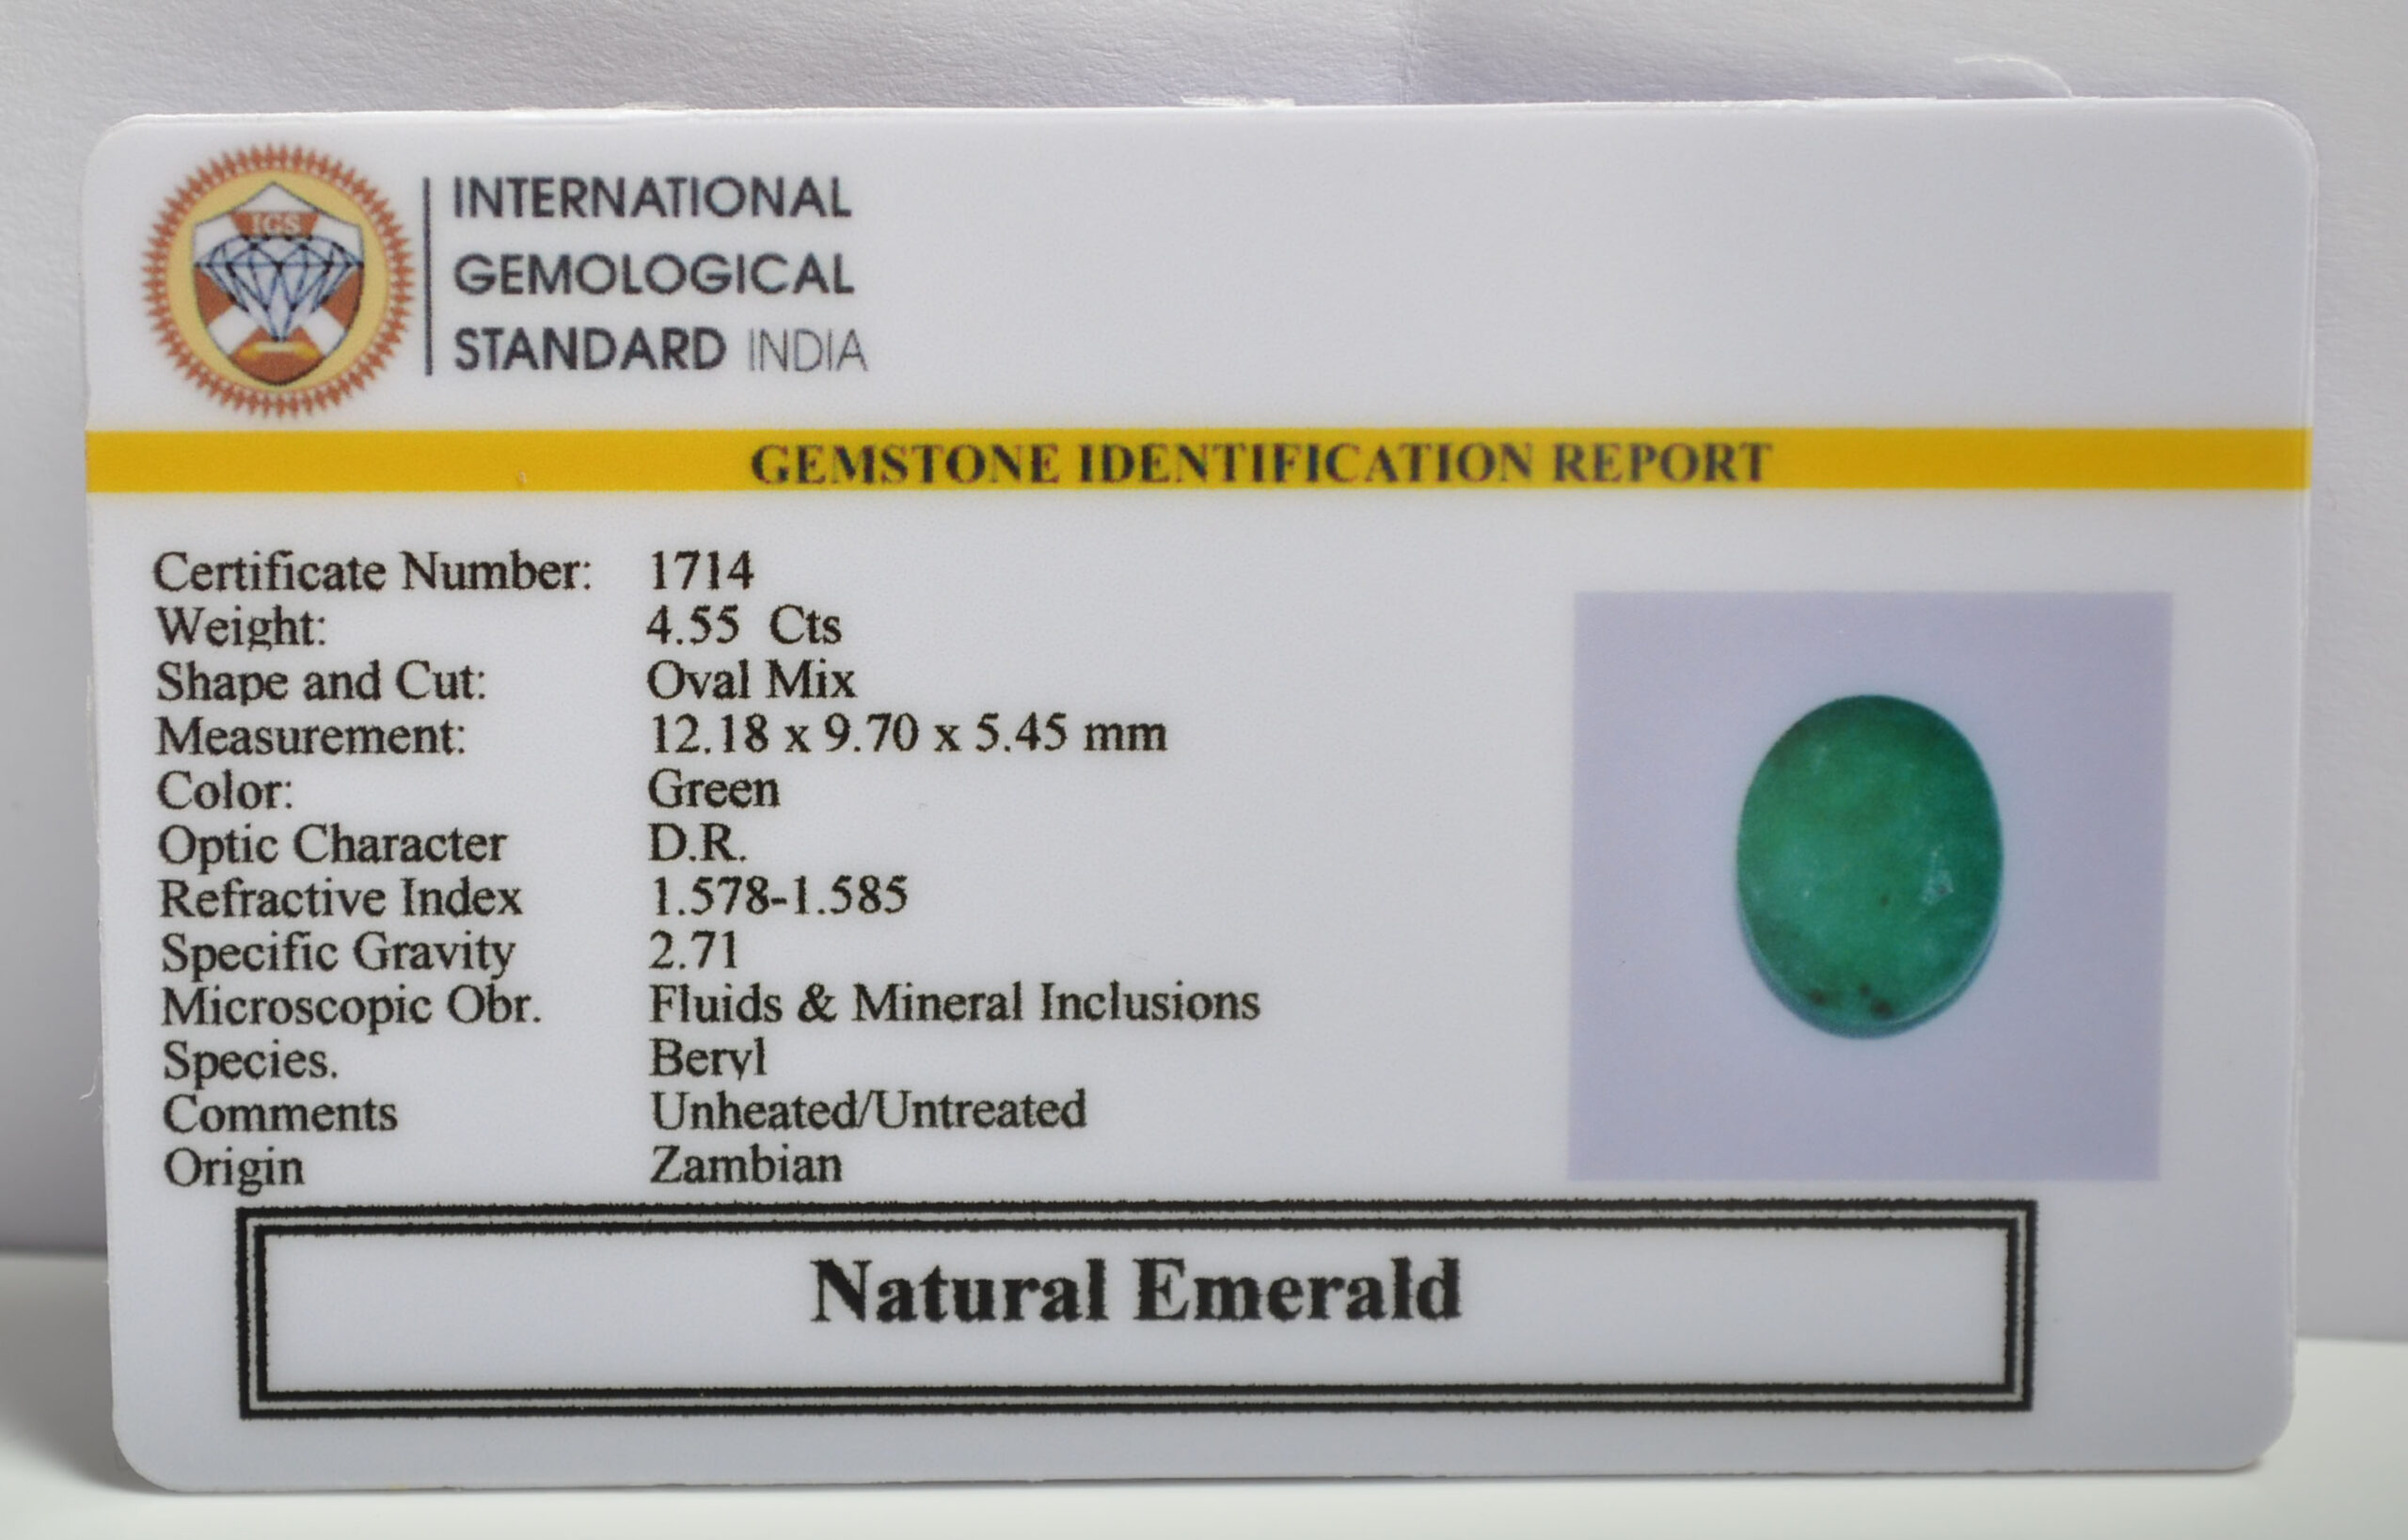 IGS
INTERNATIONAL
GEMOLOGICAL
STANDARD INDIA
GEMSTONE IDENTIFICATION REPORT
Certificate Number: 1714
Weight: 4.55 Cts
Shape and Cut: Oval Mix
Measurement: 12.18 x 9.70 x 5.45 mm
Color: Green
Optic Character D.R.
Refractive Index 1.578-1.585
Specific Gravity 2.71
Microscopic Obr. Fluids & Mineral Inclusions
Species. Beryl
Comments Unheated/Untreated
Origin Zambian
Natural Emerald